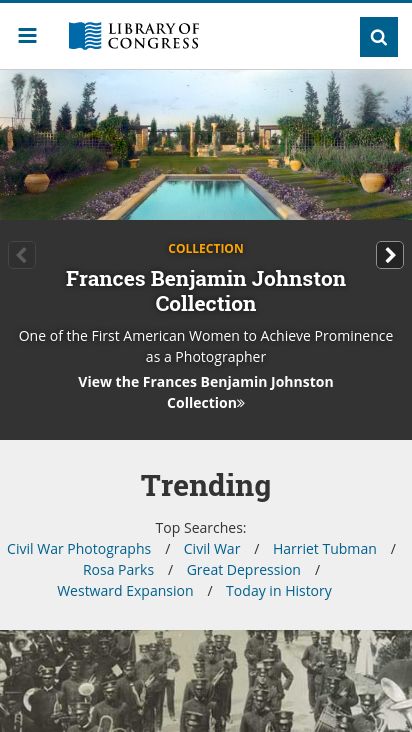 LIBRARY OF
CONGRESS
COLLECTION
Frances Benjamin Johnston
Collection
One of the First American Women to Achieve Prominence
as a Photographer
View the Frances Benjamin Johnston
Collection»
Trending
Top Searches:
Civil War Photographs / Civil War / Harriet Tubman /
Rosa Parks / Great Depression /
Westward Expansion / Today in History